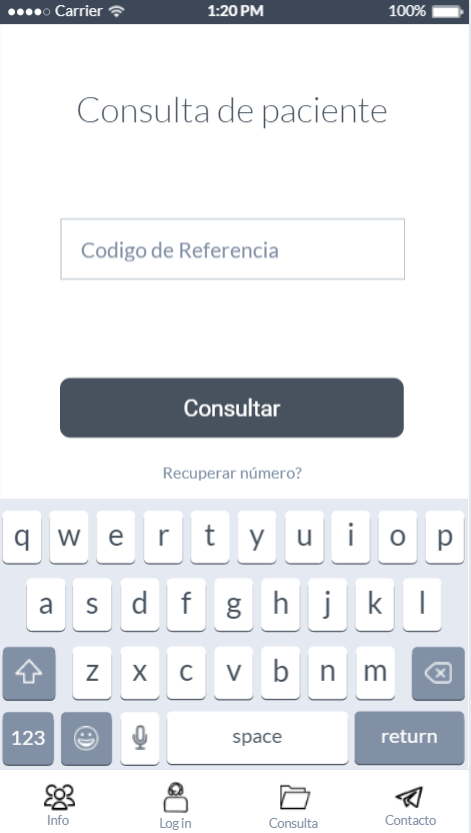 Carrier 1:20 PM 100%
Consulta de paciente
Codigo de Referencia
Consultar
Recuperar número?
q w e r t y u i o p
a s d f g h j k l
z x c v b n m
123 space return
Info Log in Consulta Contacto